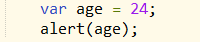 var age = 24;
alert(age);